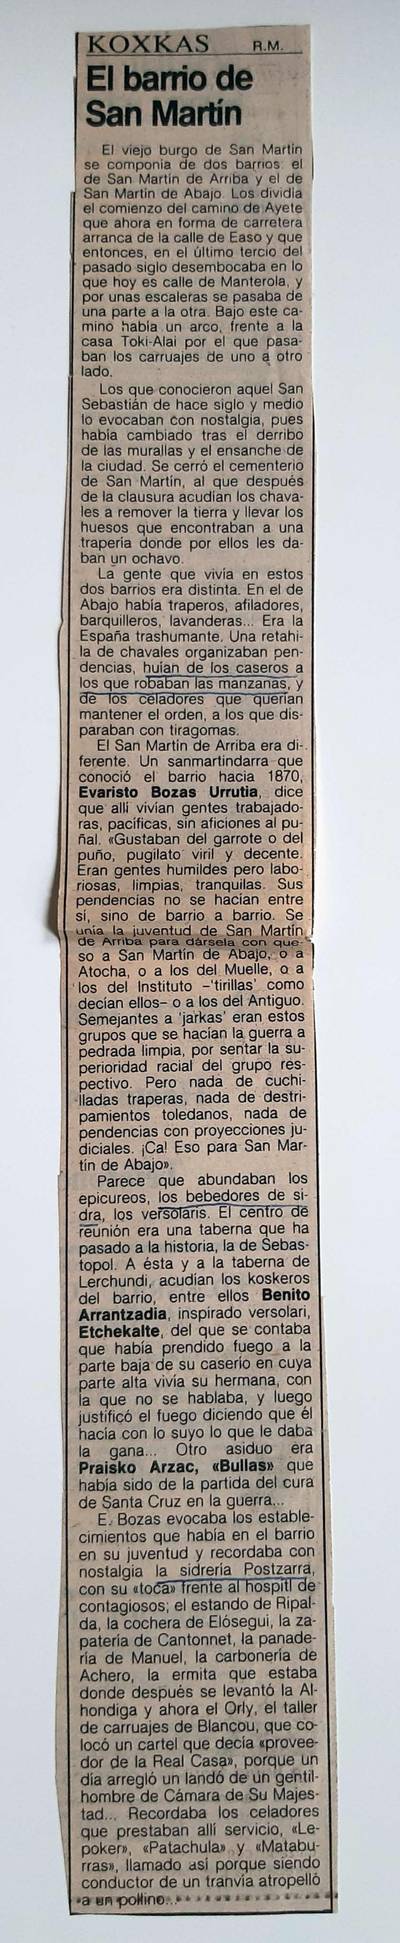 KOXKAS R.M.
El barrio de
San Martín
El viejo burgo de San Martín
se componia de dos barrios: el
de San Martín de Arriba y el de
San Martín de Abajo. Los dividía
el comienzo del camino de Ayete
que ahora en forma de carretera
arranca de la calle de Easo y que
entonces, en el último tercio del
pasado siglo desembocaba en lo
que hoy es calle de Manterola, y
por unas escaleras se pasaba de
una parte a la otra. Bajo este ca-
mino había un arco, frente a la
casa Toki-Alai por el que pasa-
ban los carruajes de uno a otro
lado.
Los que conocieron aquel San
Sebastián de hace siglo y medio
lo evocaban con nostalgia, pues
había cambiado tras el derribo
de las murallas y el ensanche de
la ciudad. Se cerró el cementerio
de San Martín, al que después
de la clausura acudían los chava-
les a remover la tierra y llevar los
huesos que encontraban a una
trapería donde por ellos les da-
ban un ochavo.
La gente que vivía en estos
dos barrios era distinta. En el de
Abajo había traperos, afiladores,
barquilleros, lavanderas... Era la
España trashumante. Una retahi-
la de chavales organizaban pen-
dencias, huían de los caseros a
los que robaban las manzanas, y
de los celadores que querían
mantener el orden, a los que dis-
paraban con tiragomas.
El San Martín de Arriba era di-
ferente. Un sanmartindarra que
conoció el barrio hacia 1870,
Evaristo Bozas Urrutia, dice
que allí vivían gentes trabajado-
ras, pacíficas, sin aficiones al pu-
ñal. «Gustaban del garrote o del
puño, pugilato viril y decente.
Eran gentes humildes pero labo-
riosas, limpias, tranquilas. Sus
pendencias no se hacían entre
sí, sino de barrio a barrio. Se
unía la juventud de San Martín
de Arriba para dársela con que-
so a San Martín de Abajo, o a
Atocha, o a los del Muelle, o a
los del Instituto –'tirillas' como
decían ellos– o a los del Antiguo.
Semejantes a 'jarkas' eran estos
grupos que se hacían la guerra a
pedrada limpia, por sentar la su-
perioridad racial del grupo res-
pectivo. Pero nada de cuchi-
lladas traperas, nada de destri-
pamientos toledanos, nada de
pendencias con proyecciones ju-
diciales. ¡Ca! Eso para San Mar-
tín de Abajo».
Parece que abundaban los
epicureos, los bebedores de si-
dra, los versolaris. El centro de
reunión era una taberna que ha
pasado a la historia, la de Sebas-
topol. A ésta y a la taberna de
Lerchundi, acudían los koskeros
del barrio, entre ellos Benito
Arrantzadia, inspirado versolari,
Etchekalte, del que se contaba
que había prendido fuego a la
parte baja de su caserio en cuya
parte alta vivía su hermana, con
la que no se hablaba, y luego
justificó el fuego diciendo que él
hacía con lo suyo lo que le daba
la gana... Otro asiduo era
Praisko Arzac, «Bullas» que
había sido de la partida del cura
de Santa Cruz en la guerra...
E. Bozas evocaba los estable-
cimientos que había en el barrio
en su juventud y recordaba con
nostalgia la sidrería Postzarra,
con su «toca» frente al hospitl de
contagiosos; el estando de Ripal-
da, la cochera de Elósegui, la za-
patería de Cantonnet, la panade-
ría de Manuel, la carbonería de
Achero, la ermita que estaba
donde después se levantó la Al-
hondiga y ahora el Orly, el taller
de carruajes de Blancou, que co-
locó un cartel que decía «provee-
dor de la Real Casa», porque un
día arregló un landó de un gentil-
hombre de Cámara de Su Majes-
tad... Recordaba los celadores
que prestaban allí servicio, «Le-
poker», «Patachula» y «Matabu-
rras», llamado así porque siendo
conductor de un tranvía atropelló
a un pollino...